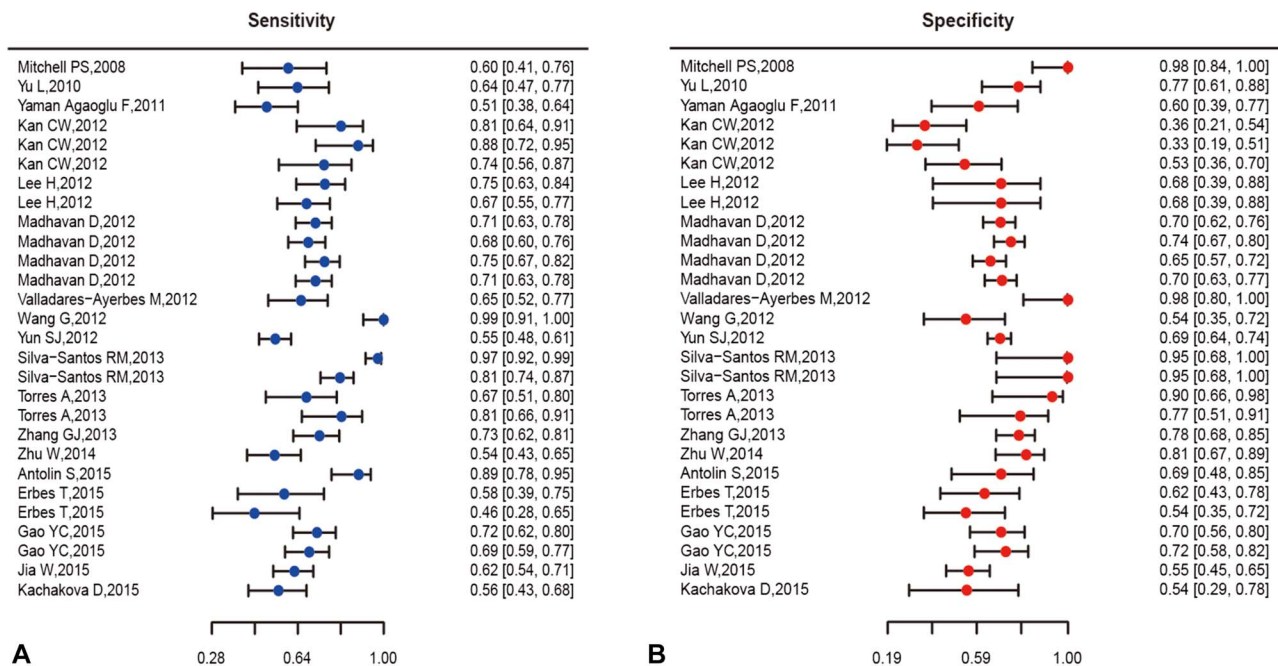 Sensitivity
Mitchell PS,2008 0.60 [0.41, 0.76]
Yu L,2010 0.64 [0.47, 0.77]
Yaman Agaoglu F,2011 0.51 [0.38, 0.64]
Kan CW,2012 0.81 [0.64, 0.91]
Kan CW,2012 0.88 [0.72, 0.95]
Kan CW,2012 0.74 [0.56, 0.87]
Lee H,2012 0.75 [0.63, 0.84]
Lee H,2012 0.67 [0.55, 0.77]
Madhavan D,2012 0.71 [0.63, 0.78]
Madhavan D,2012 0.68 [0.60, 0.76]
Madhavan D,2012 0.75 [0.67, 0.82]
Madhavan D,2012 0.71 [0.63, 0.78]
Valladares−Ayerbes M,2012 0.65 [0.52, 0.77]
Wang G,2012 0.99 [0.91, 1.00]
Yun SJ,2012 0.55 [0.48, 0.61]
Silva−Santos RM,2013 0.97 [0.92, 0.99]
Silva−Santos RM,2013 0.81 [0.74, 0.87]
Torres A,2013 0.67 [0.51, 0.80]
Torres A,2013 0.81 [0.66, 0.91]
Zhang GJ,2013 0.73 [0.62, 0.81]
Zhu W,2014 0.54 [0.43, 0.65]
Antolin S,2015 0.89 [0.78, 0.95]
Erbes T,2015 0.58 [0.39, 0.75]
Erbes T,2015 0.46 [0.28, 0.65]
Gao YC,2015 0.72 [0.62, 0.80]
Gao YC,2015 0.69 [0.59, 0.77]
Jia W,2015 0.62 [0.54, 0.71]
Kachakova D,2015 0.56 [0.43, 0.68]
0.28 0.64 1.00
A
Specificity
Mitchell PS,2008 0.98 [0.84, 1.00]
Yu L,2010 0.77 [0.61, 0.88]
Yaman Agaoglu F,2011 0.60 [0.39, 0.77]
Kan CW,2012 0.36 [0.21, 0.54]
Kan CW,2012 0.33 [0.19, 0.51]
Kan CW,2012 0.53 [0.36, 0.70]
Lee H,2012 0.68 [0.39, 0.88]
Lee H,2012 0.68 [0.39, 0.88]
Madhavan D,2012 0.70 [0.62, 0.76]
Madhavan D,2012 0.74 [0.67, 0.80]
Madhavan D,2012 0.65 [0.57, 0.72]
Madhavan D,2012 0.70 [0.63, 0.77]
Valladares−Ayerbes M,2012 0.98 [0.80, 1.00]
Wang G,2012 0.54 [0.35, 0.72]
Yun SJ,2012 0.69 [0.64, 0.74]
Silva−Santos RM,2013 0.95 [0.68, 1.00]
Silva−Santos RM,2013 0.95 [0.68, 1.00]
Torres A,2013 0.90 [0.66, 0.98]
Torres A,2013 0.77 [0.51, 0.91]
Zhang GJ,2013 0.78 [0.68, 0.85]
Zhu W,2014 0.81 [0.67, 0.89]
Antolin S,2015 0.69 [0.48, 0.85]
Erbes T,2015 0.62 [0.43, 0.78]
Erbes T,2015 0.54 [0.35, 0.72]
Gao YC,2015 0.70 [0.56, 0.80]
Gao YC,2015 0.72 [0.58, 0.82]
Jia W,2015 0.55 [0.45, 0.65]
Kachakova D,2015 0.54 [0.29, 0.78]
0.19 0.59 1.00
B